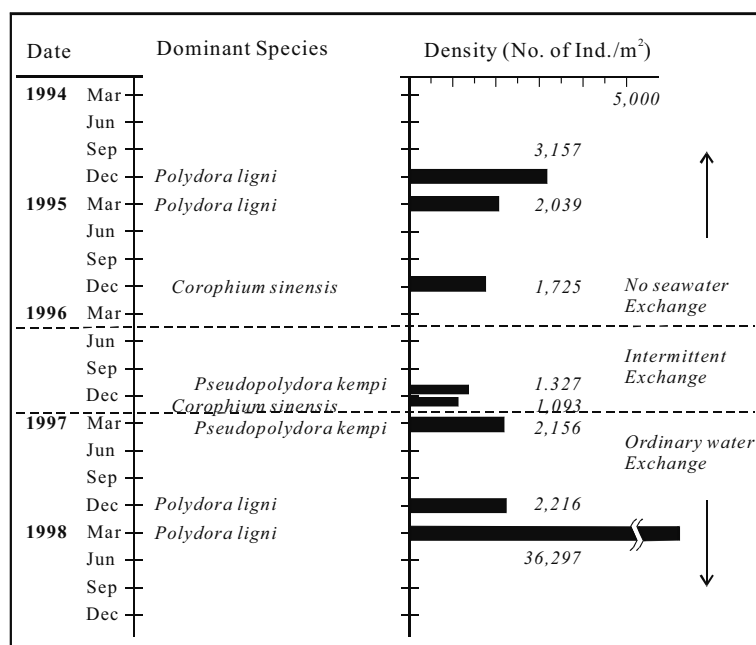 Date Dominant Species Density (No. of Ind./m²)
1994 Mar 5,000
Jun
Sep 3,157
Dec Polydora ligni
1995 Mar Polydora ligni 2,039
Jun
Sep
Dec Corophium sinensis 1,725 No seawater
1996 Mar Exchange
Jun
Sep Intermittent
Pseudopolydora kempi 1.327 Exchange
Dec
Corophium sinensis 1,093
1997 Mar Pseudopolydora kempi 2,156
Jun Ordinary water
Sep Exchange
Dec Polydora ligni 2,216
1998 Mar Polydora ligni
Jun 36,297
Sep
Dec